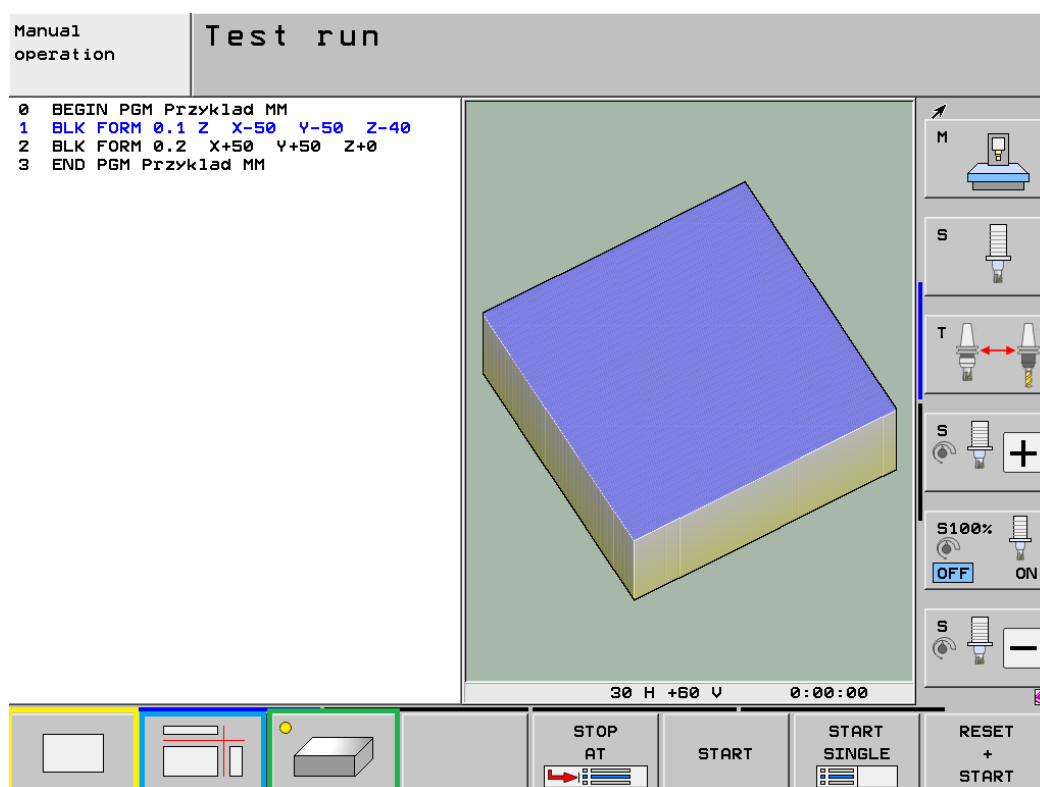 Manual
operation
Test run
0 BEGIN PGM Przyklad MM
1 BLK FORM 0.1 Z X-50 Y-50 Z-40
2 BLK FORM 0.2 X+50 Y+50 Z+0
3 END PGM Przyklad MM
M
S
T
S
S100%
OFF ON
S
30 H +60 V 0:00:00
STOP
AT
START
START
SINGLE
RESET
+
START